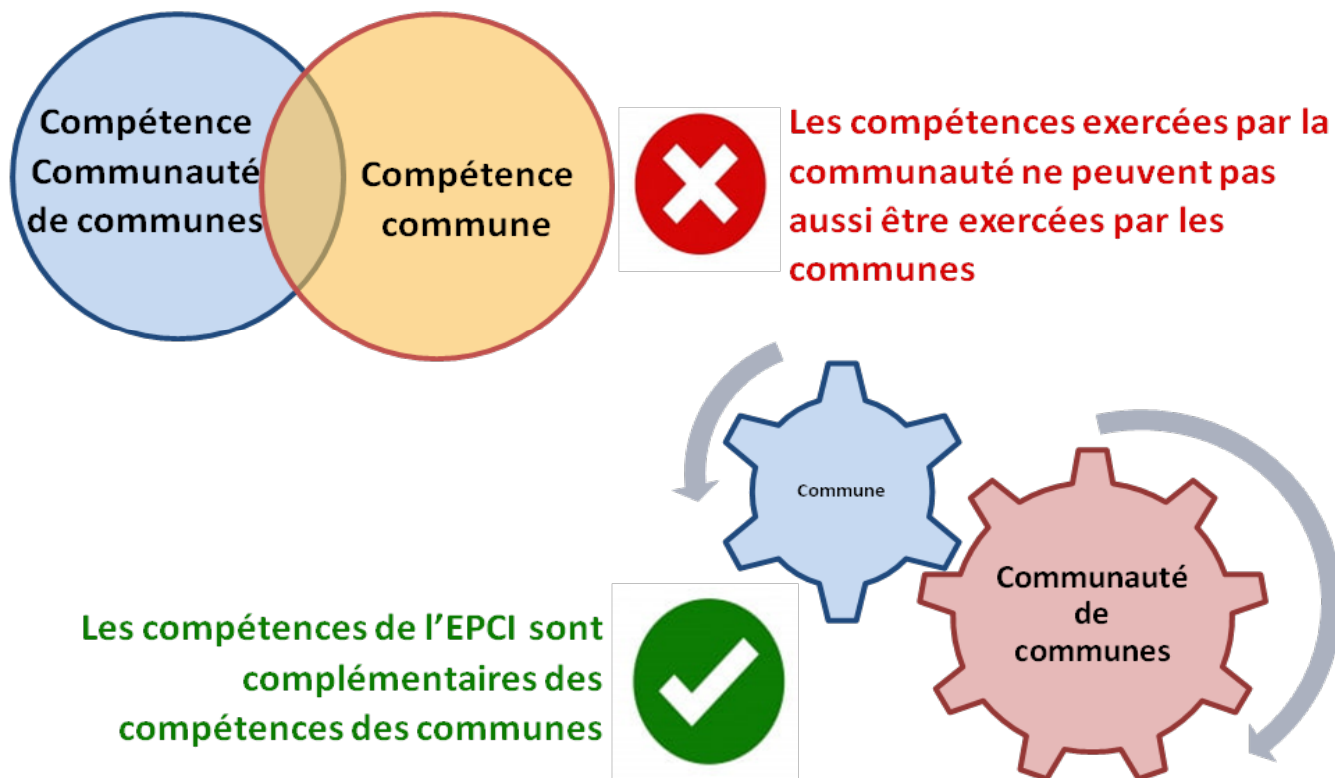 Compétence
Communauté
de communes
Compétence
commune
Les compétences exercées par la
communauté ne peuvent pas
aussi être exercées par les
communes
Commune
Communauté
de
communes
Les compétences de l’EPCI sont
complémentaires des
compétences des communes